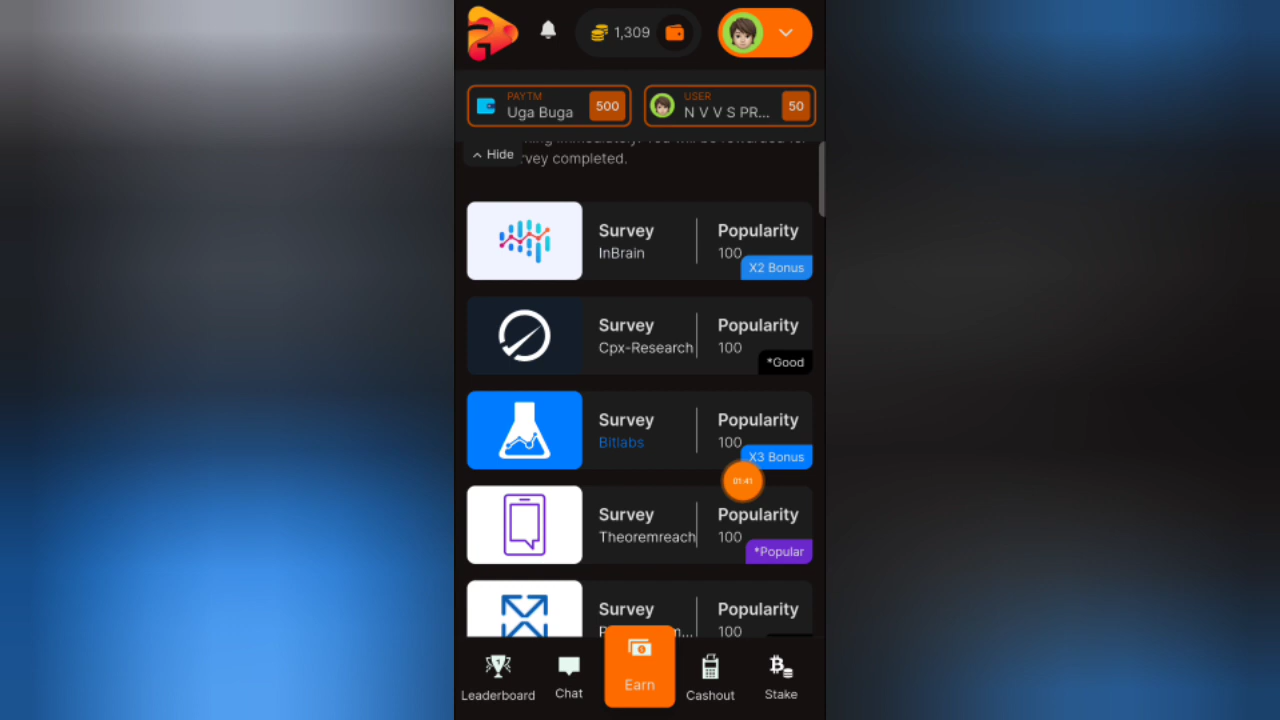 1,309
PAYTM
Uga Buga
500
USER
N V V S PR...
50
Hide
survey completed.
Survey
InBrain
Popularity
100
X2 Bonus
Survey
Cpx-Research
Popularity
100
*Good
Survey
Bitlabs
Popularity
100
X3 Bonus
01:41
Survey
Theoremreach
Popularity
100
*Popular
Survey
Popularity
100
Leaderboard
Chat
Earn
Cashout
Stake